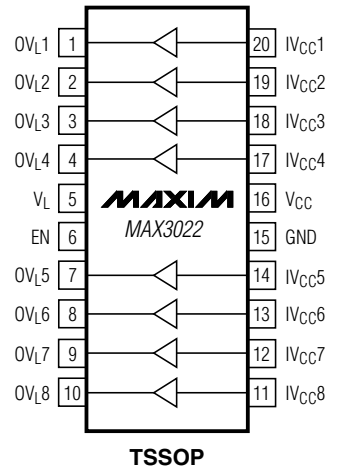 OVL1 1 20 IVCC1
OVL2 2 19 IVCC2
OVL3 3 18 IVCC3
OVL4 4 17 IVCC4
VL 5 MAXIM 16 VCC
EN 6 MAX3022 15 GND
OVL5 7 14 IVCC5
OVL6 8 13 IVCC6
OVL7 9 12 IVCC7
OVL8 10 11 IVCC8
TSSOP